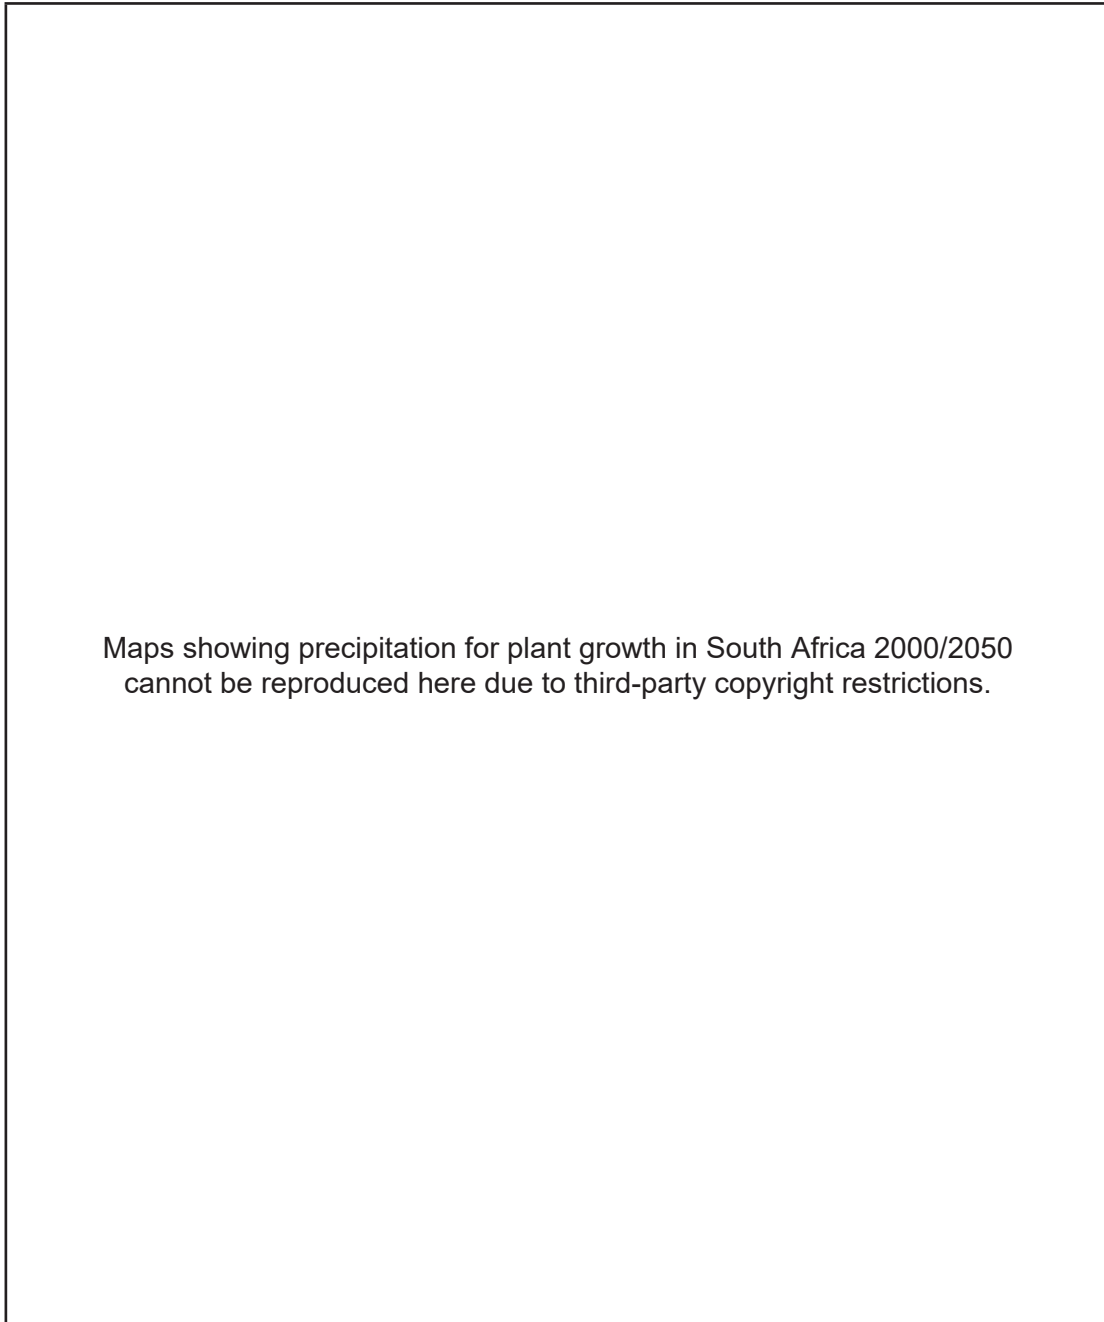 Maps showing precipitation for plant growth in South Africa 2000/2050
cannot be reproduced here due to third-party copyright restrictions.